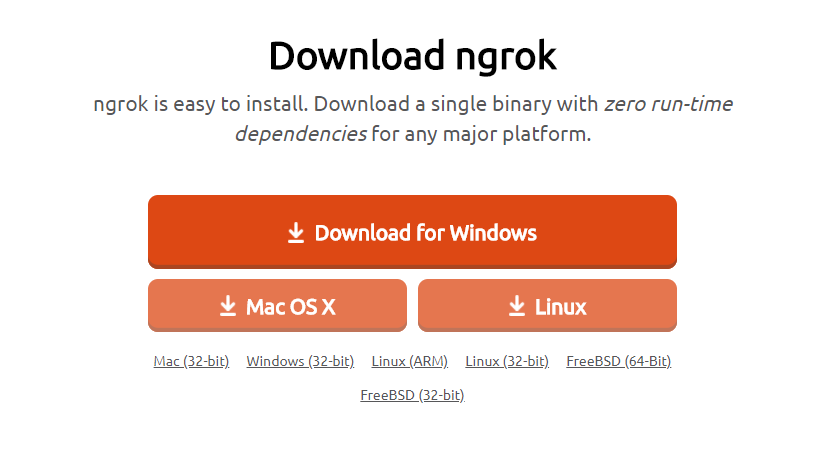 Download ngrok
ngrok is easy to install. Download a single binary with zero run-time
dependencies for any major platform.
Download for Windows
Mac OS X
Linux
Mac (32-bit) Windows (32-bit) Linux (ARM) Linux (32-bit) FreeBSD (64-Bit)
FreeBSD (32-bit)